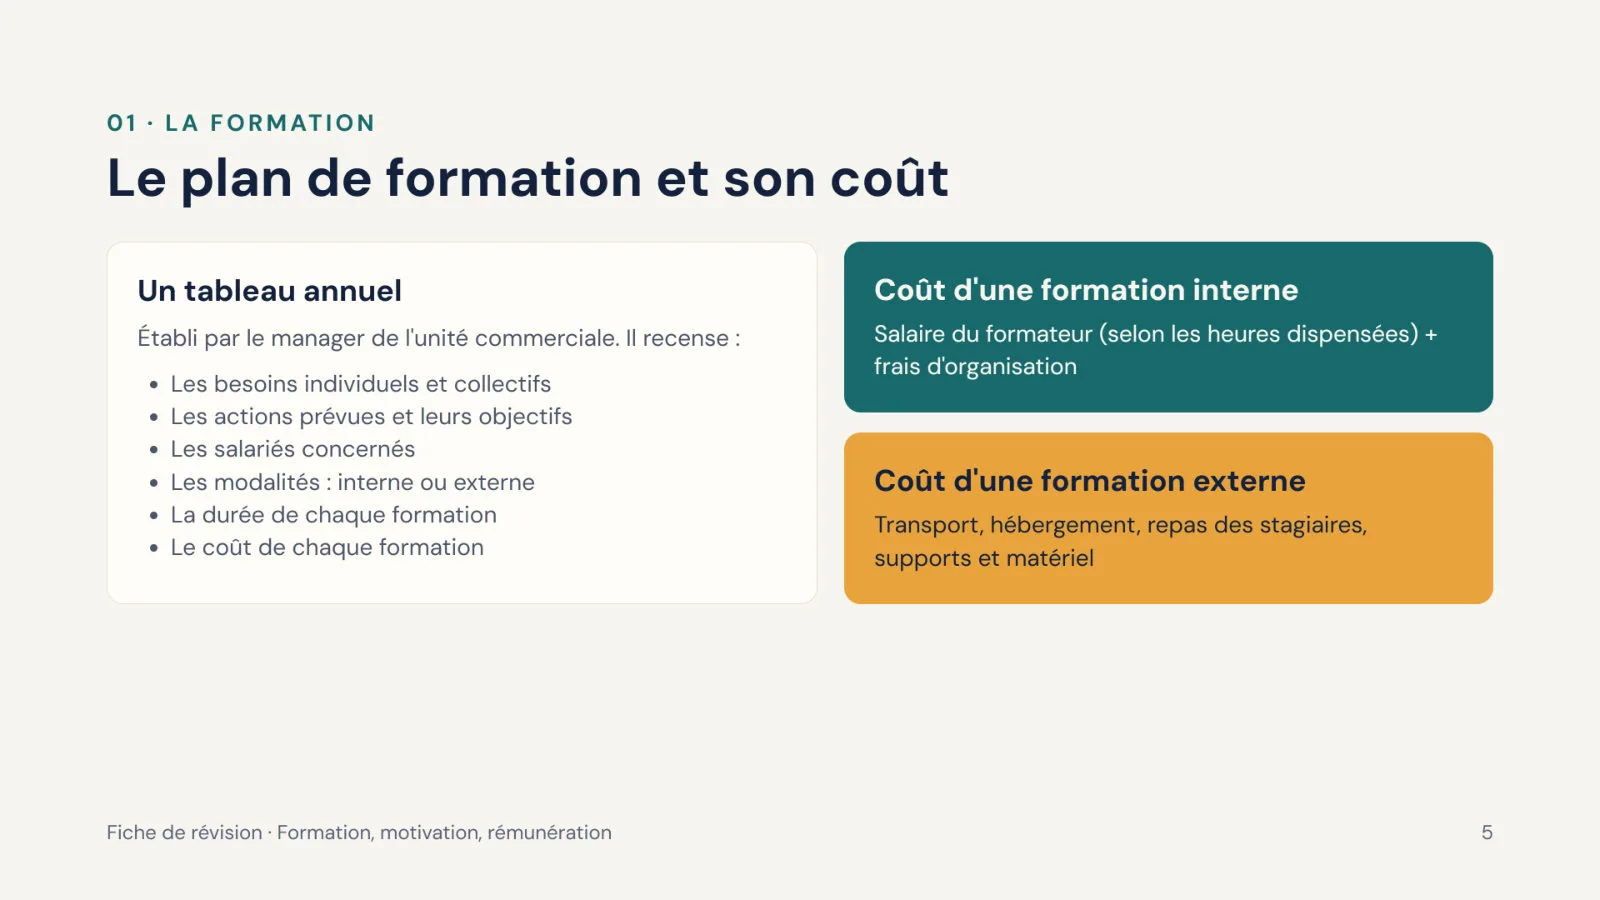 01 · LA FORMATION
Le plan de formation et son coût
Un tableau annuel
Établi par le manager de l'unité commerciale. Il recense :
• Les besoins individuels et collectifs
• Les actions prévues et leurs objectifs
• Les salariés concernés
• Les modalités : interne ou externe
• La durée de chaque formation
• Le coût de chaque formation
Coût d'une formation interne
Salaire du formateur (selon les heures dispensées) +
frais d'organisation
Coût d'une formation externe
Transport, hébergement, repas des stagiaires,
supports et matériel
Fiche de révision · Formation, motivation, rémunération
5